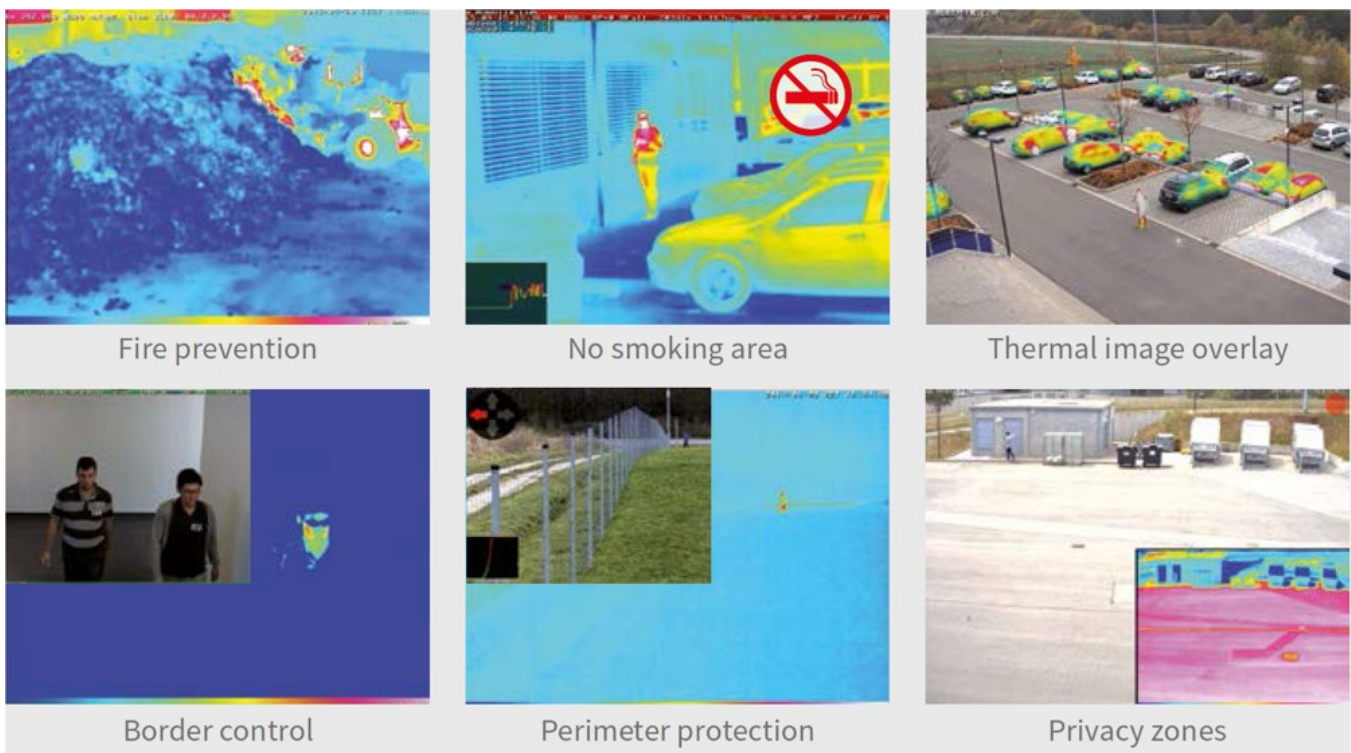 Fire prevention
No smoking area
Thermal image overlay
Border control
Perimeter protection
Privacy zones